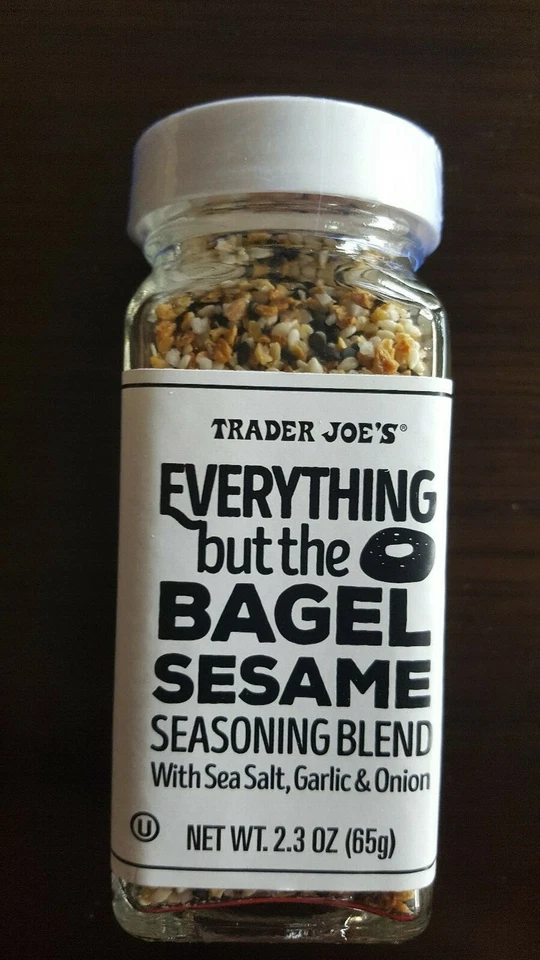 TRADER JOE'S®
EVERYTHING
but the
BAGEL
SESAME
SEASONING BLEND
With Sea Salt, Garlic & Onion
U NET WT. 2.3 OZ (65g)